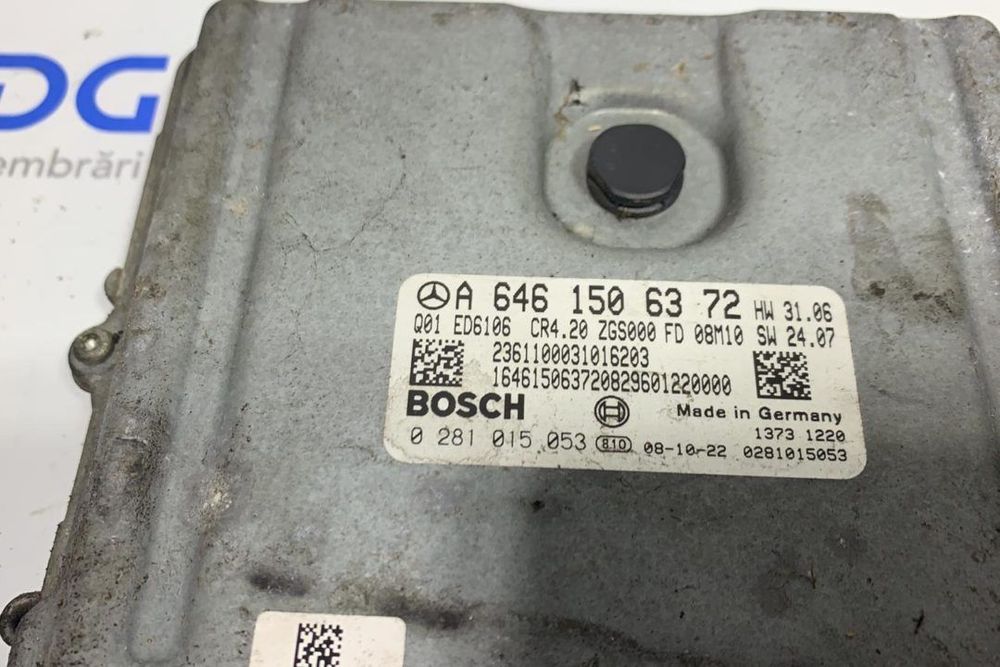 DG
embrări
A 646 150 63 72 HW 31.06
Q01 ED6106 CR4.20 ZGS000 FD 08M10 SW 24.07
2361100031016203
164615063720829601220000
BOSCH Made in Germany
1373 1220
0 281 015 053 810 08-10-22 0281015053